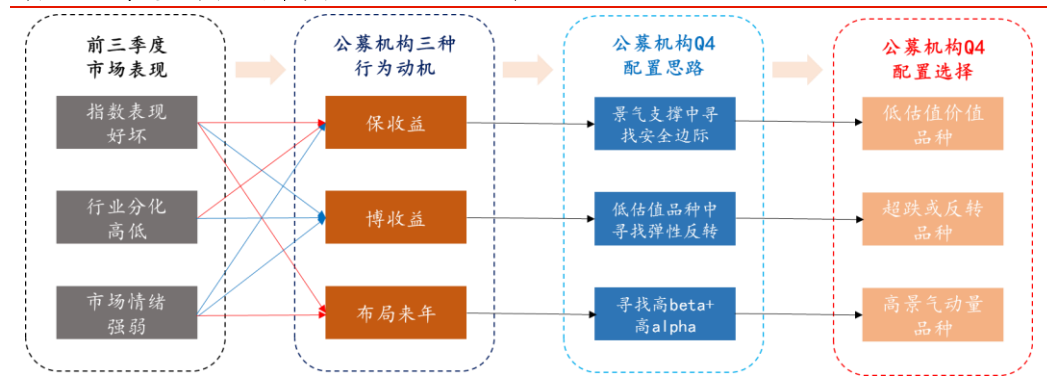 前三季度
市场表现
指数表现
好坏
行业分化
高低
市场情绪
强弱
公募机构三种
行为动机
保收益
博收益
布局来年
公募机构Q4
配置思路
景气支撑中寻
找安全边际
低估值品种中
寻找弹性反转
寻找高beta+
高alpha
公募机构Q4
配置选择
低估值价值
品种
超跌或反转
品种
高景气动量
品种